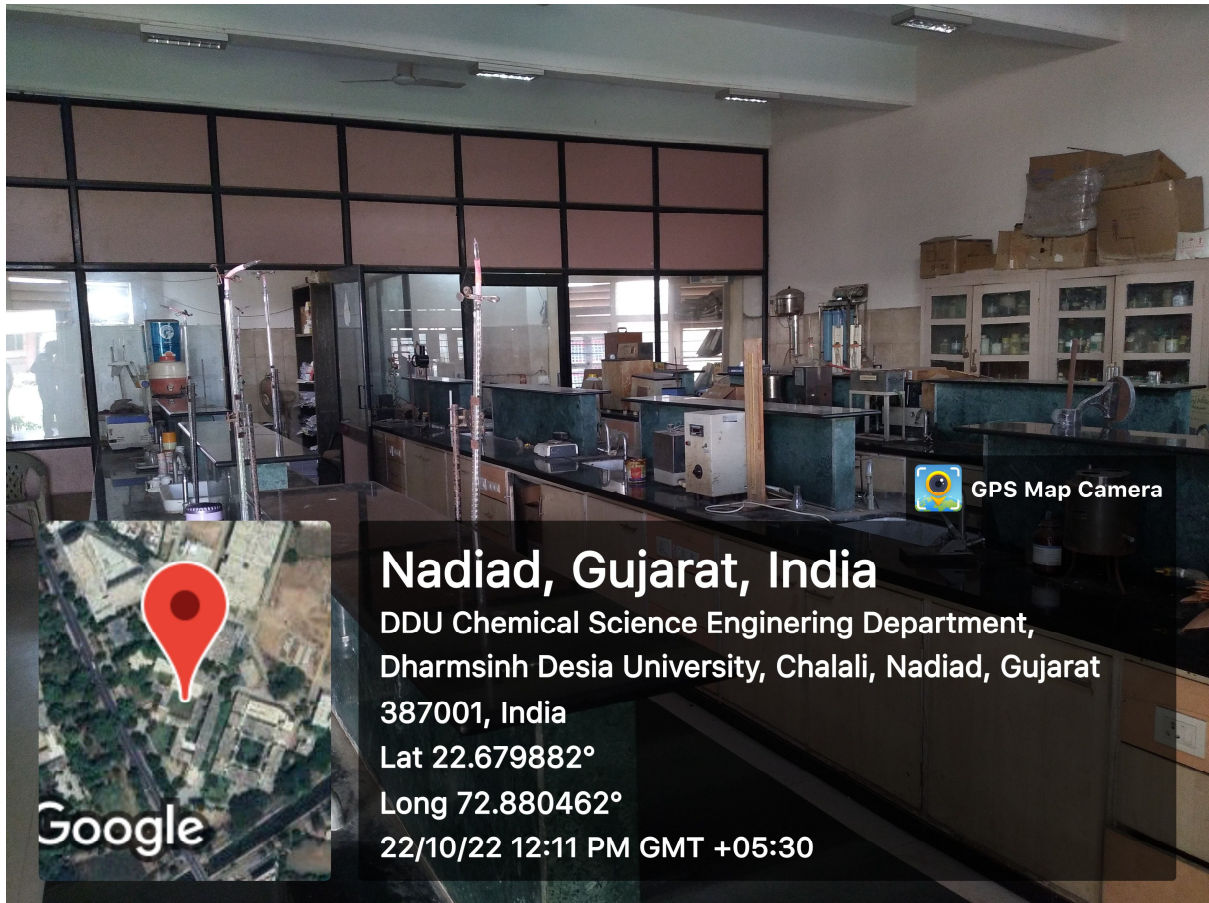 GPS Map Camera
Nadiad, Gujarat, India
DDU Chemical Science Enginering Department,
Dharmsinh Desia University, Chalali, Nadiad, Gujarat
387001, India
Lat 22.679882°
Long 72.880462°
22/10/22 12:11 PM GMT +05:30
Google